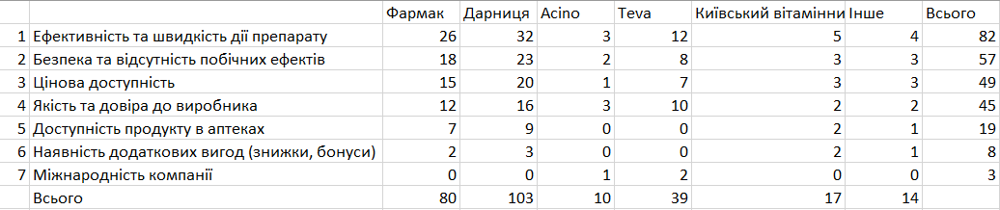 Фармак Дарниця Acino Teva Київський вітамінни Інше Всього
1 Ефективність та швидкість дії препарату 26 32 3 12 5 4 82
2 Безпека та відсутність побічних ефектів 18 23 2 8 3 3 57
3 Цінова доступність 15 20 1 7 3 3 49
4 Якість та довіра до виробника 12 16 3 10 2 2 45
5 Доступність продукту в аптеках 7 9 0 0 2 1 19
6 Наявність додаткових вигод (знижки, бонуси) 2 3 0 0 2 1 8
7 Міжнародність компанії 0 0 1 2 0 0 3
Всього 80 103 10 39 17 14